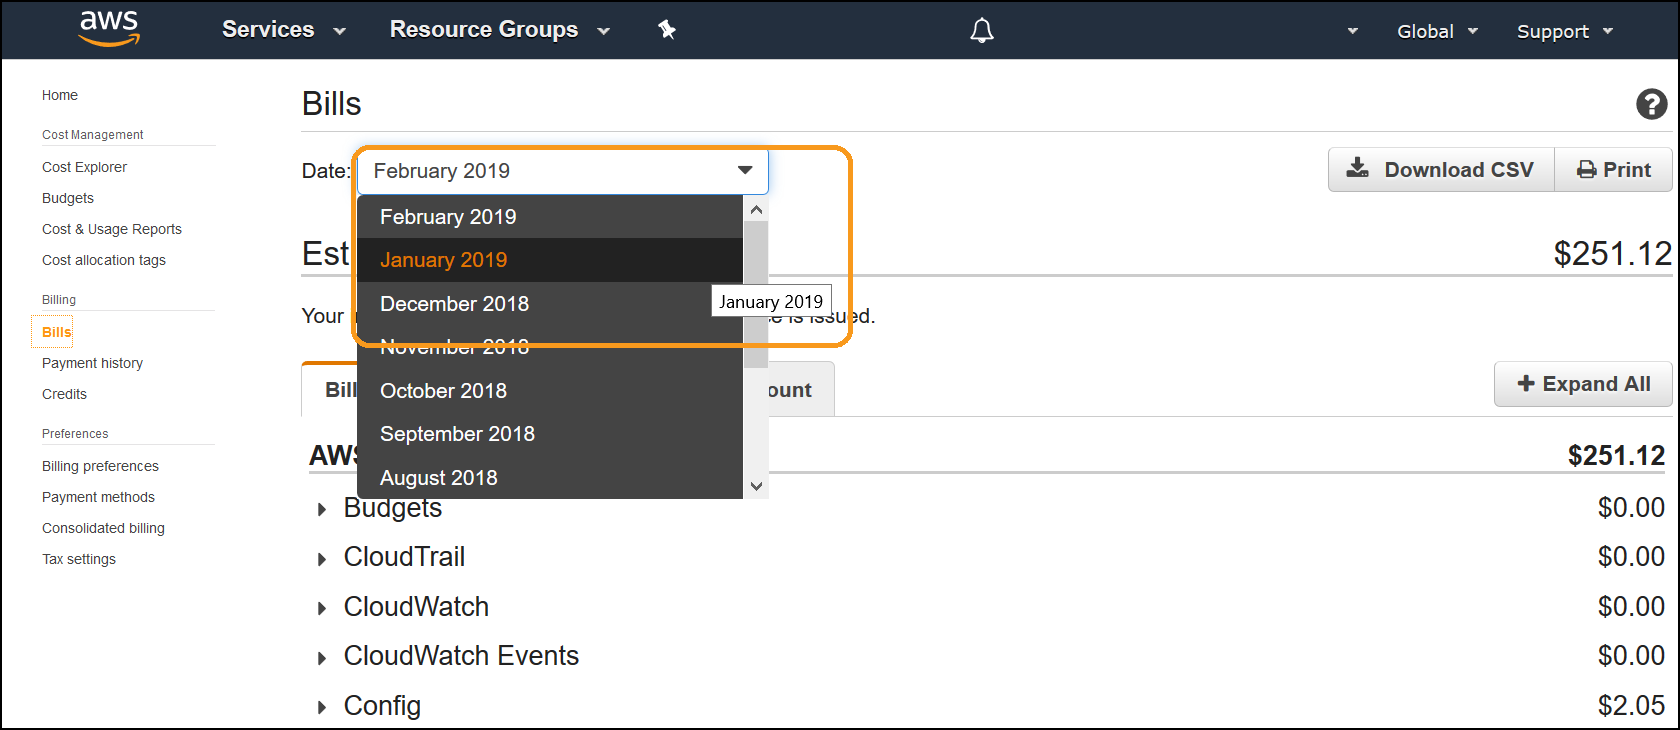 aws Services Resource Groups Global Support
Home
Cost Management
Cost Explorer
Budgets
Cost & Usage Reports
Cost allocation tags
Billing
Bills
Payment history
Credits
Preferences
Billing preferences
Payment methods
Consolidated billing
Tax settings
Bills
Date: February 2019
Download CSV Print
February 2019
January 2019
December 2018
November 2018
October 2018
September 2018
August 2018
January 2019
Est $251.12
Your is issued.
Bill ount
+ Expand All
AWS $251.12
Budgets $0.00
CloudTrail $0.00
CloudWatch $0.00
CloudWatch Events $0.00
Config $2.05